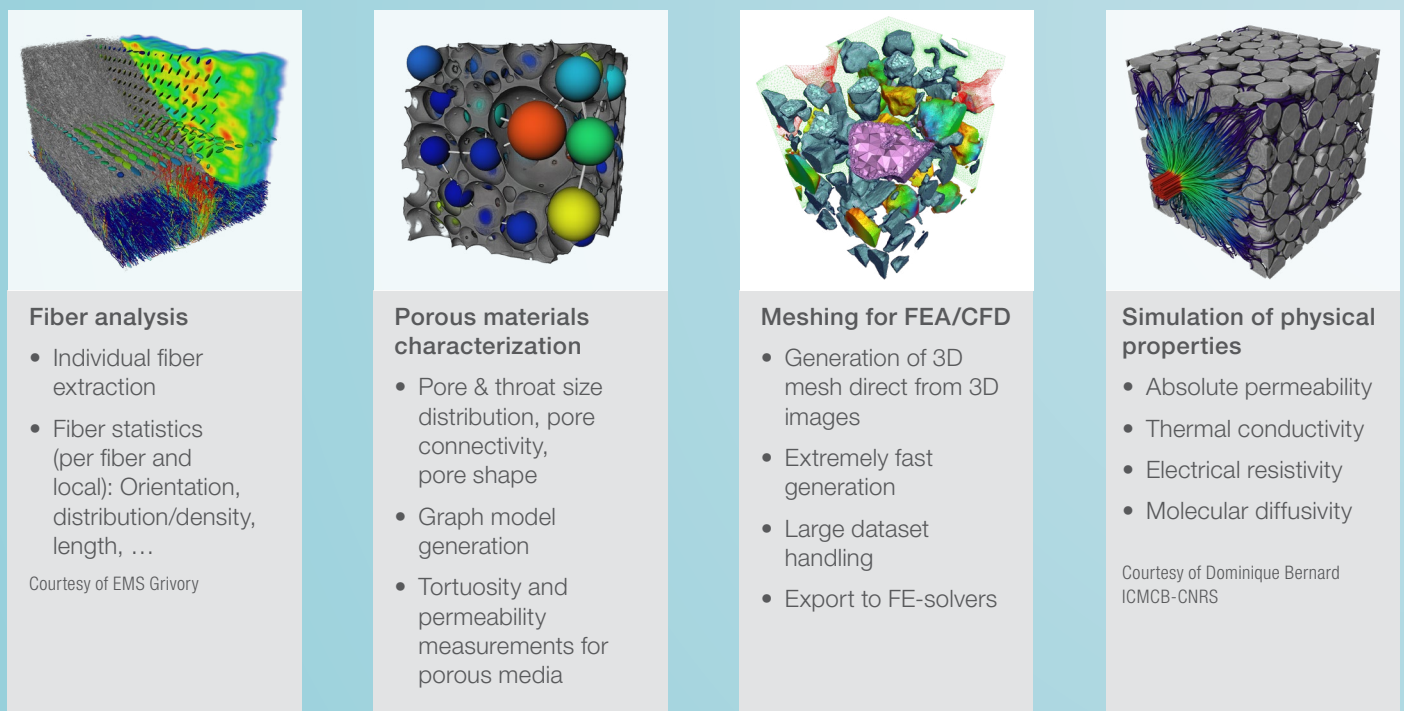 Fiber analysis
• Individual fiber
extraction
• Fiber statistics
(per fiber and
local): Orientation,
distribution/density,
length, …
Courtesy of EMS Grivory
Porous materials
characterization
• Pore & throat size
distribution, pore
connectivity,
pore shape
• Graph model
generation
• Tortuosity and
permeability
measurements for
porous media
Meshing for FEA/CFD
• Generation of 3D
mesh direct from 3D
images
• Extremely fast
generation
• Large dataset
handling
• Export to FE-solvers
Simulation of physical
properties
• Absolute permeability
• Thermal conductivity
• Electrical resistivity
• Molecular diffusivity
Courtesy of Dominique Bernard
ICMCB-CNRS